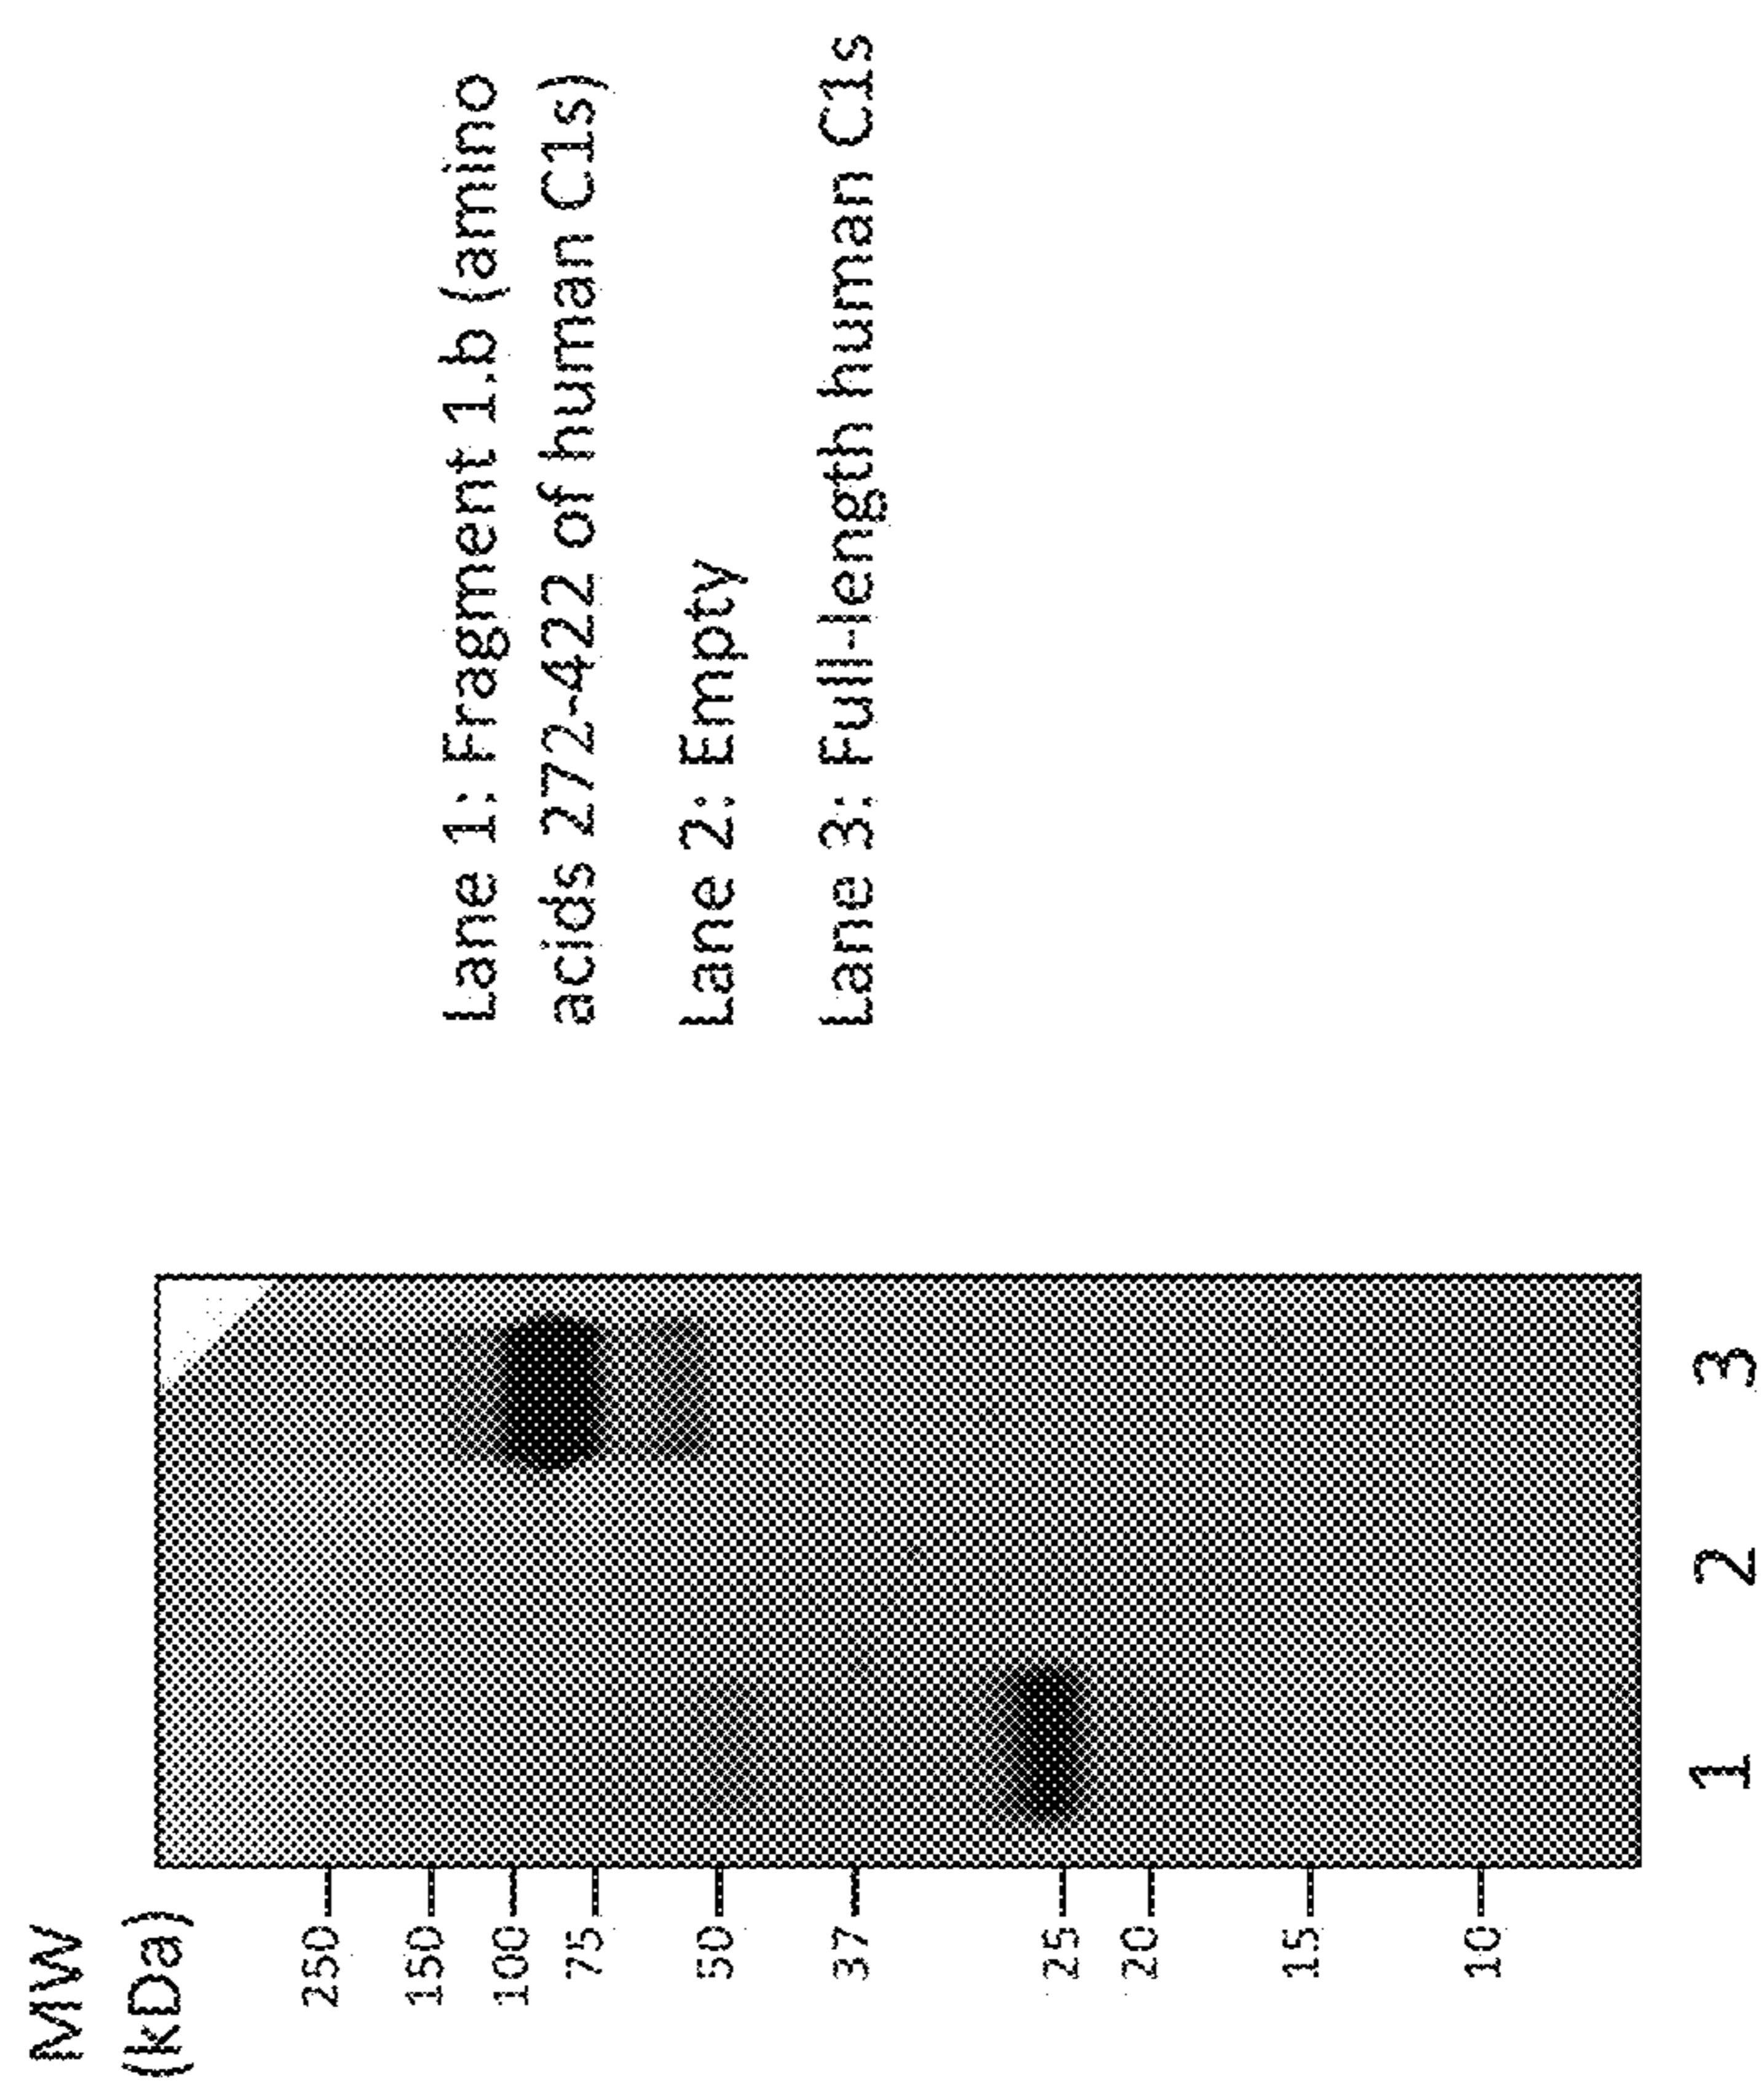 MW
(kDa)
250
150
100
75
50
37
25
20
15
10
1
2
3
Lane 1: Fragment 1.b (amino
acids 272-422 of human C1s)
Lane 2: Empty
Lane 3: Full-length human C1s